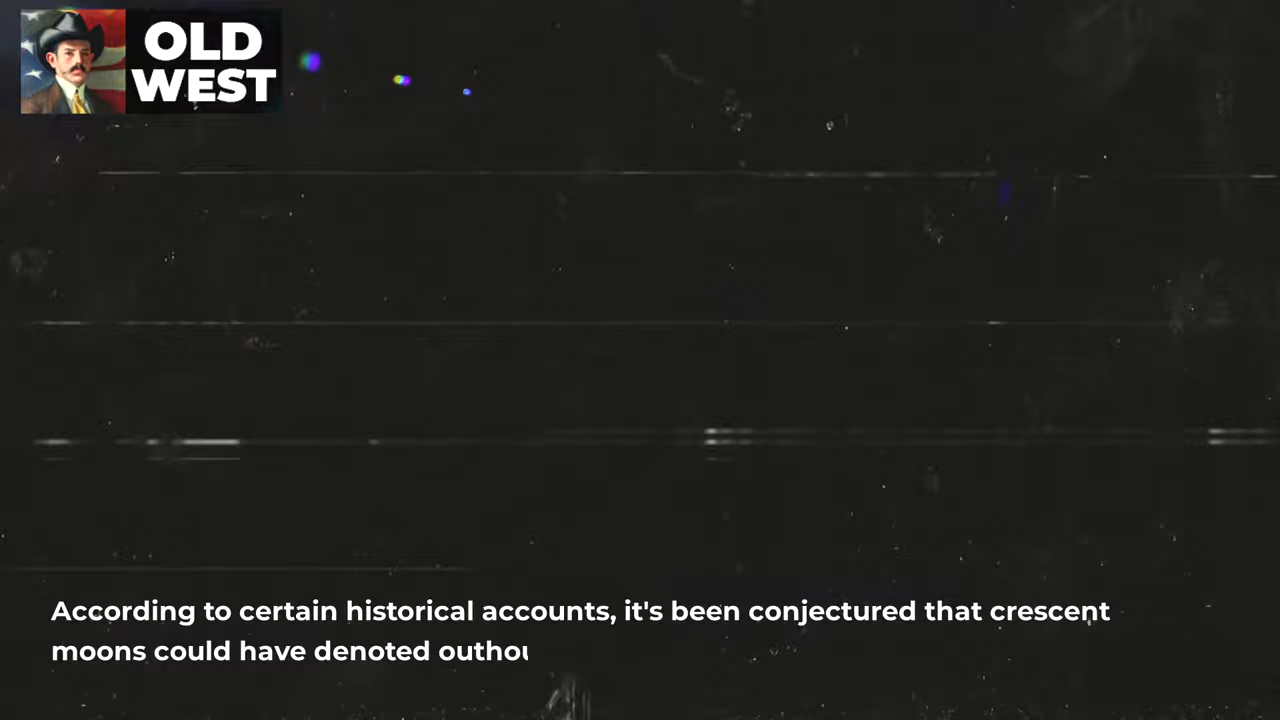 OLD
WEST
According to certain historical accounts, it's been conjectured that crescent
moons could have denoted